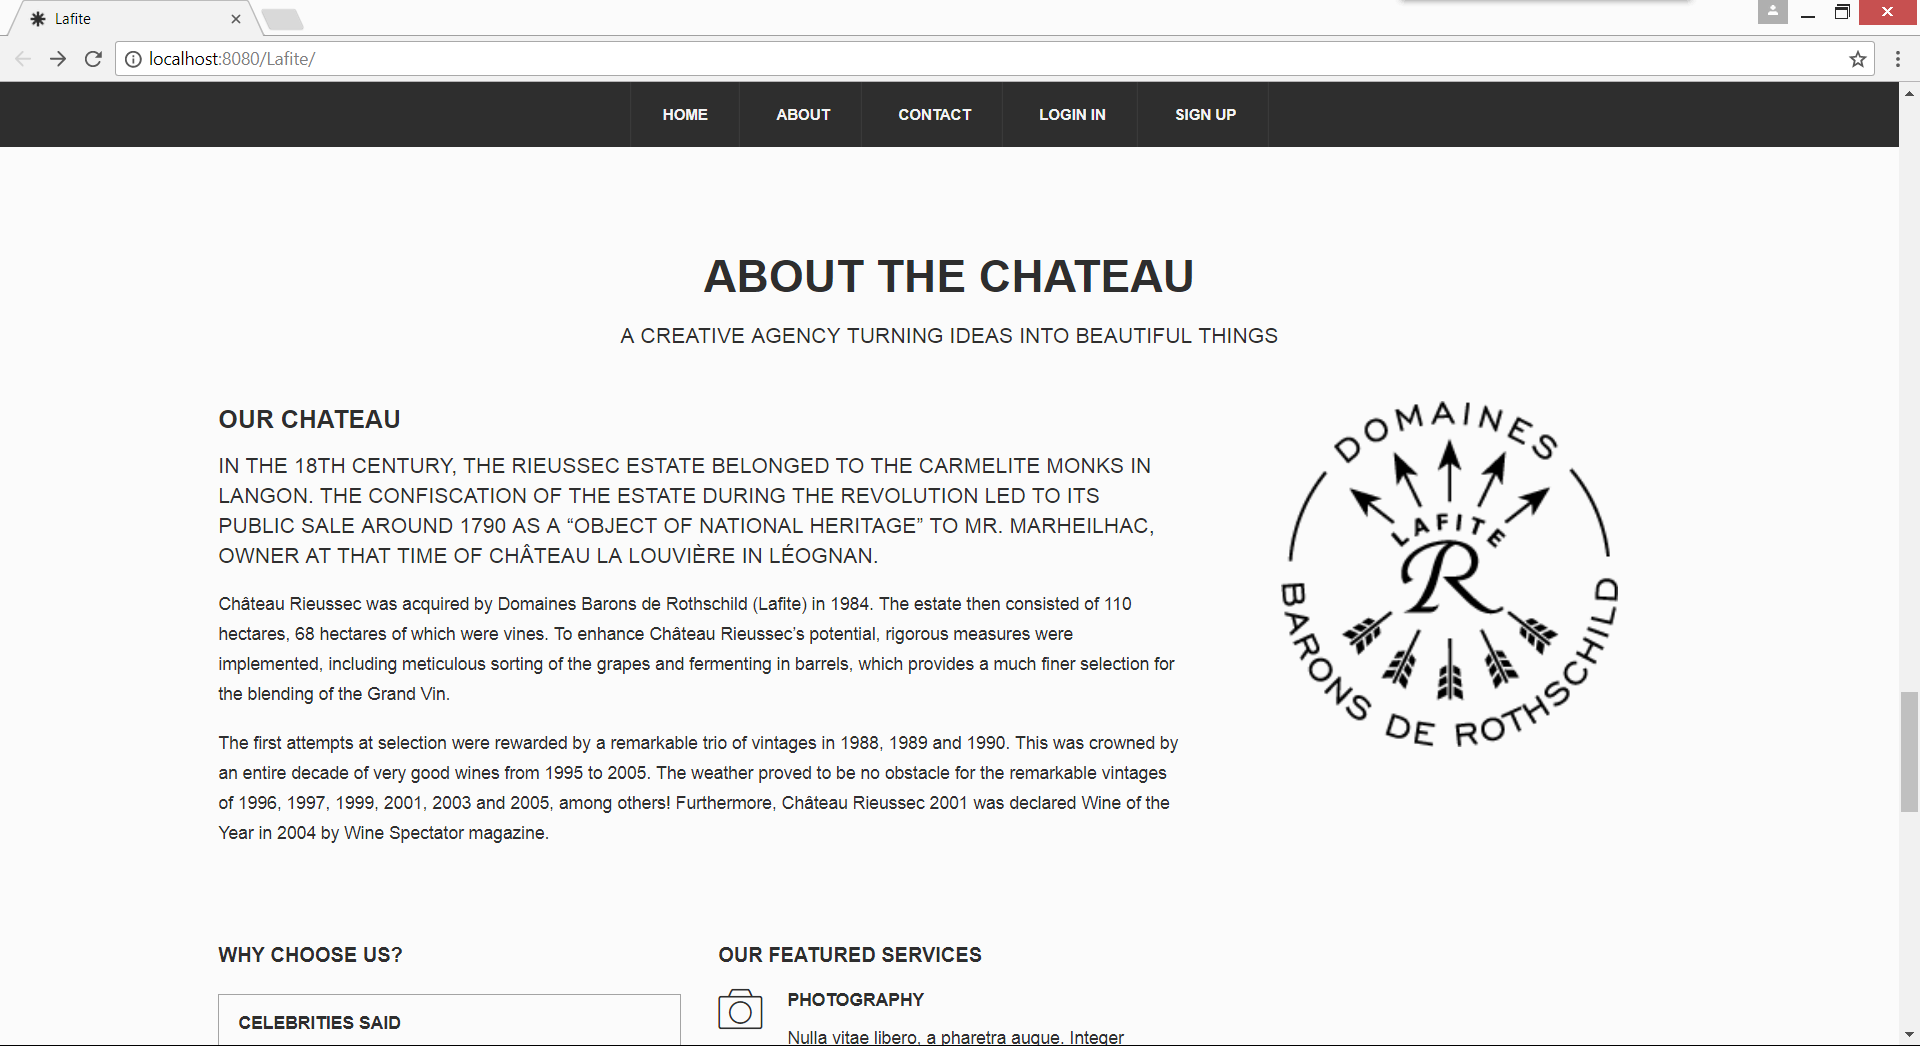 Lafite
localhost:8080/Lafite/
HOME ABOUT CONTACT LOGIN IN SIGN UP
ABOUT THE CHATEAU
A CREATIVE AGENCY TURNING IDEAS INTO BEAUTIFUL THINGS
OUR CHATEAU
IN THE 18TH CENTURY, THE RIEUSSEC ESTATE BELONGED TO THE CARMELITE MONKS IN
LANGON. THE CONFISCATION OF THE ESTATE DURING THE REVOLUTION LED TO ITS
PUBLIC SALE AROUND 1790 AS A “OBJECT OF NATIONAL HERITAGE” TO MR. MARHEILHAC,
OWNER AT THAT TIME OF CHÂTEAU LA LOUVIÈRE IN LÉOGNAN.
Château Rieussec was acquired by Domaines Barons de Rothschild (Lafite) in 1984. The estate then consisted of 110
hectares, 68 hectares of which were vines. To enhance Château Rieussec’s potential, rigorous measures were
implemented, including meticulous sorting of the grapes and fermenting in barrels, which provides a much finer selection for
the blending of the Grand Vin.
The first attempts at selection were rewarded by a remarkable trio of vintages in 1988, 1989 and 1990. This was crowned by
an entire decade of very good wines from 1995 to 2005. The weather proved to be no obstacle for the remarkable vintages
of 1996, 1997, 1999, 2001, 2003 and 2005, among others! Furthermore, Château Rieussec 2001 was declared Wine of the
Year in 2004 by Wine Spectator magazine.
DOMAINES
LAFITE
R
BARONS DE ROTHSCHILD
WHY CHOOSE US?
CELEBRITIES SAID
OUR FEATURED SERVICES
PHOTOGRAPHY
Nulla vitae libero, a pharetra augue. Integer